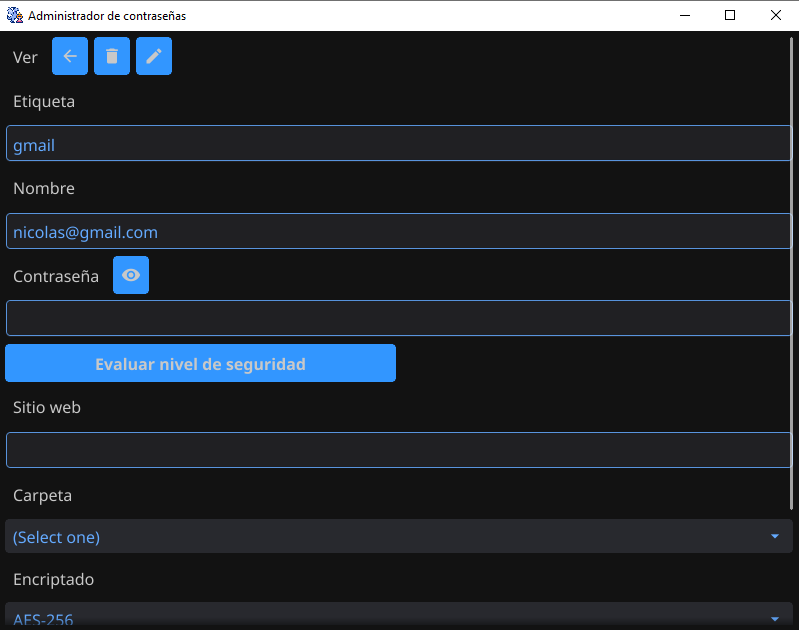 Administrador de contraseñas
Ver
Etiqueta
gmail
Nombre
nicolas@gmail.com
Contraseña
Evaluar nivel de seguridad
Sitio web
Carpeta
(Select one)
Encriptado
AES-256